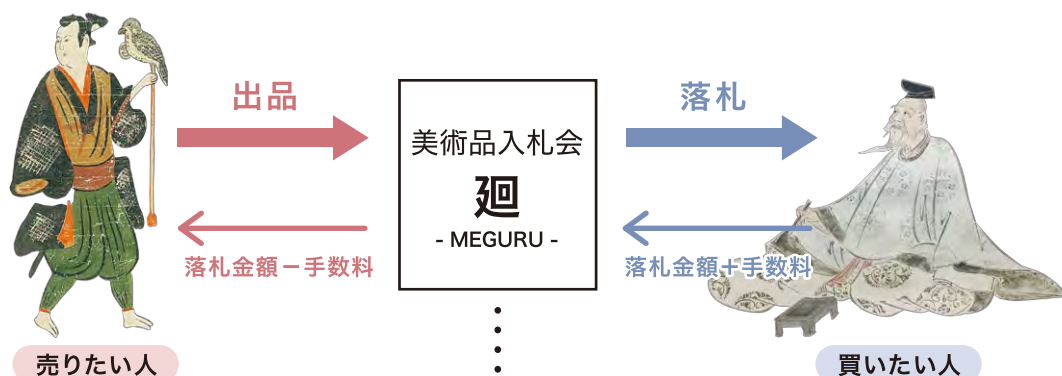 出品
落札
美術品入札会
廻
- MEGURU -
落札金額－手数料
落札金額＋手数料
売りたい人
買いたい人